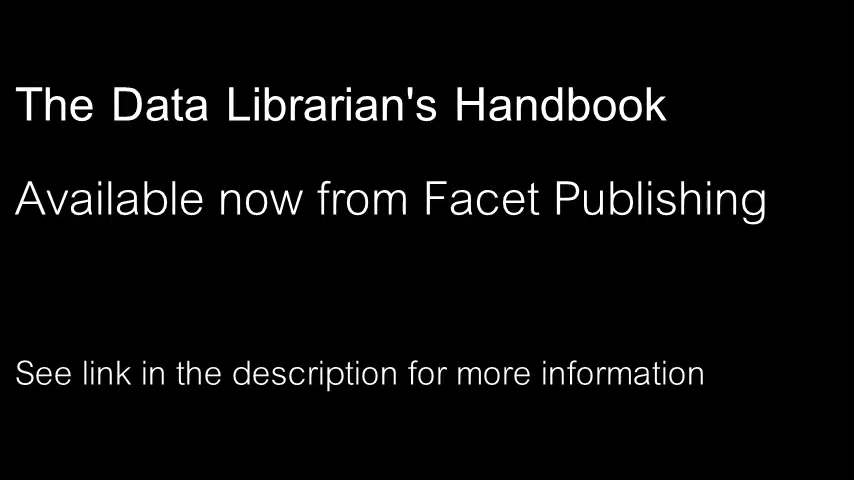 The Data Librarian's Handbook
Available now from Facet Publishing
See link in the description for more information